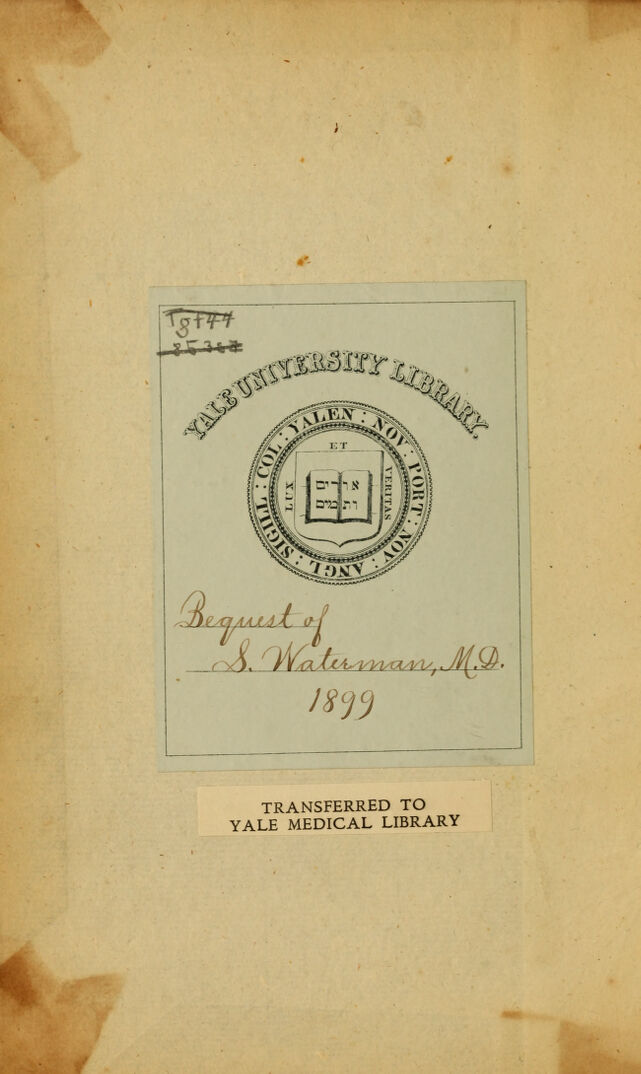 YALE UNIVERSITY LIBRARY.
SIGILL : COL : YALEN : NOV : PORT : NOV : ANGL :
ET
LUX
VERITAS
אורים
ותמים
Bequest of
S. Waterman, M.D.
1899
TRANSFERRED TO
YALE MEDICAL LIBRARY